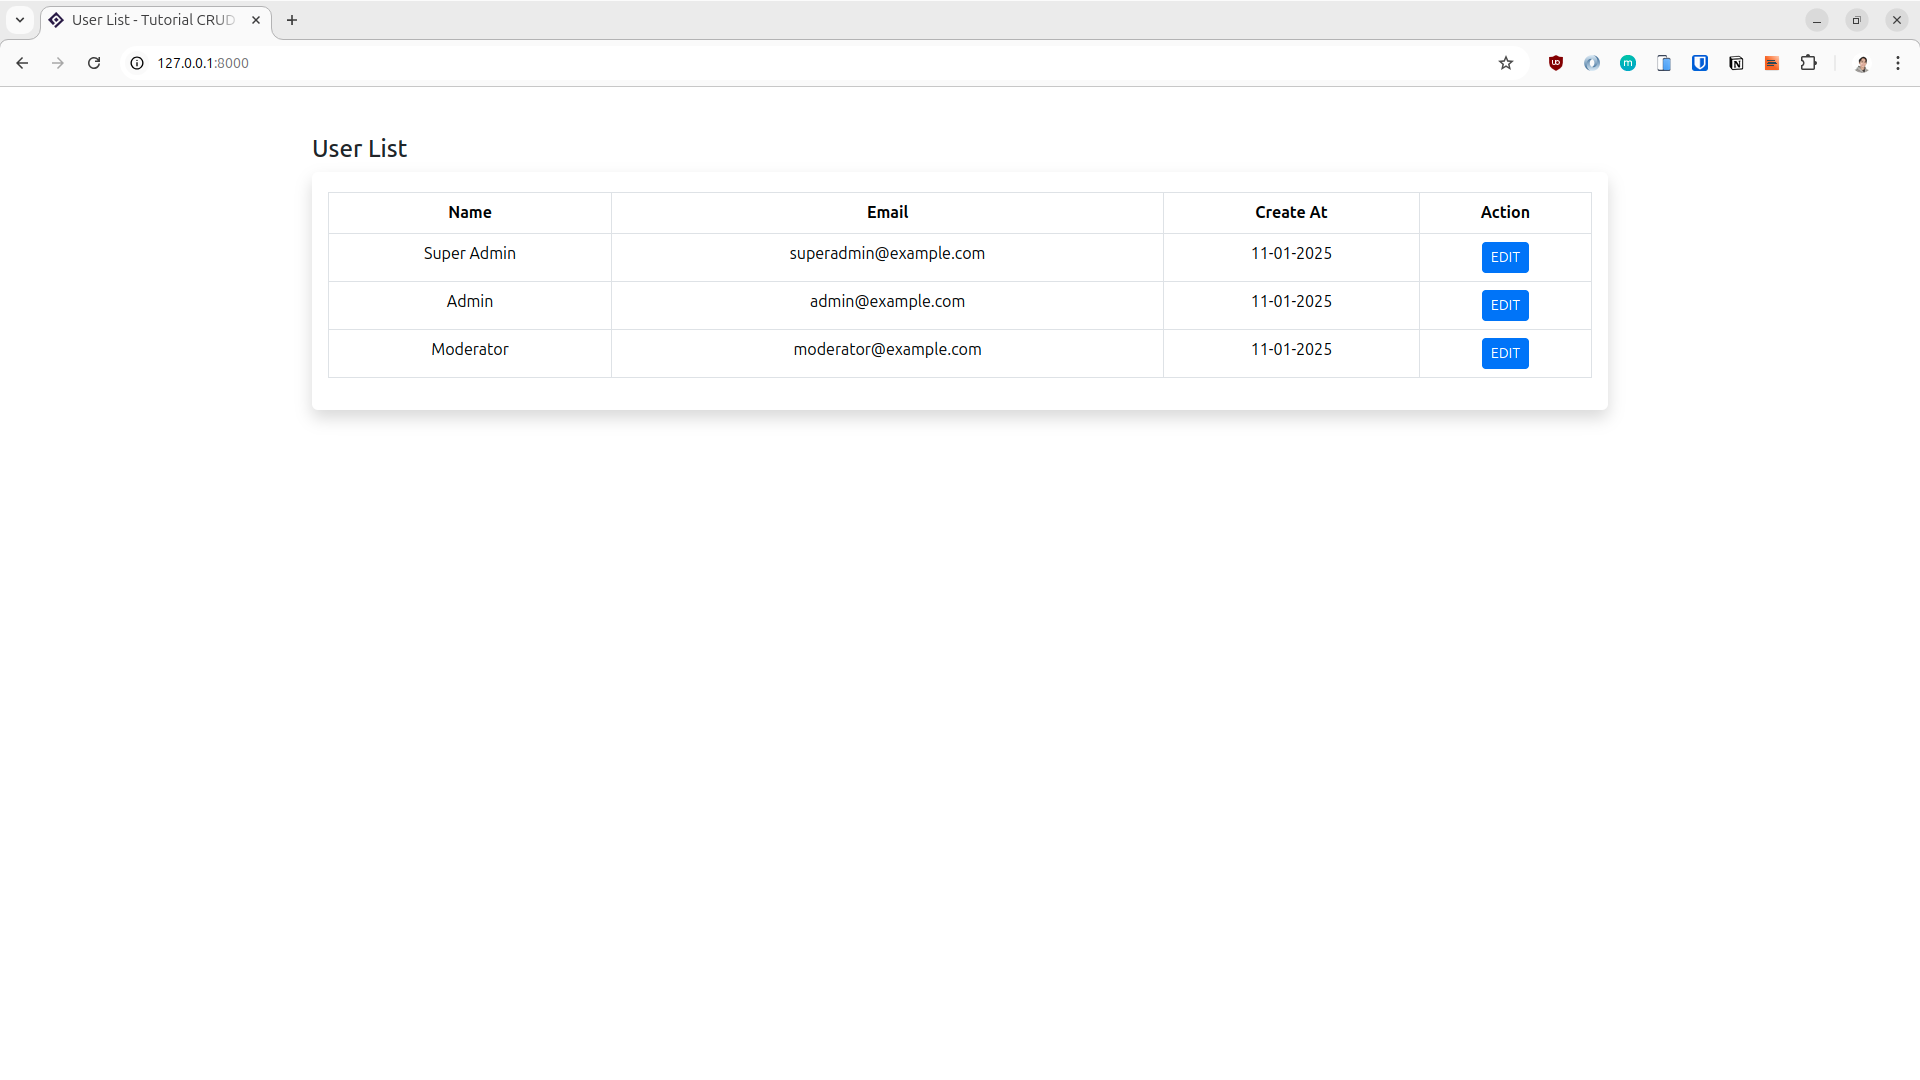 User List - Tutorial CRUD
127.0.0.1:8000
User List
Name Email Create At Action
Super Admin superadmin@example.com 11-01-2025 EDIT
Admin admin@example.com 11-01-2025 EDIT
Moderator moderator@example.com 11-01-2025 EDIT